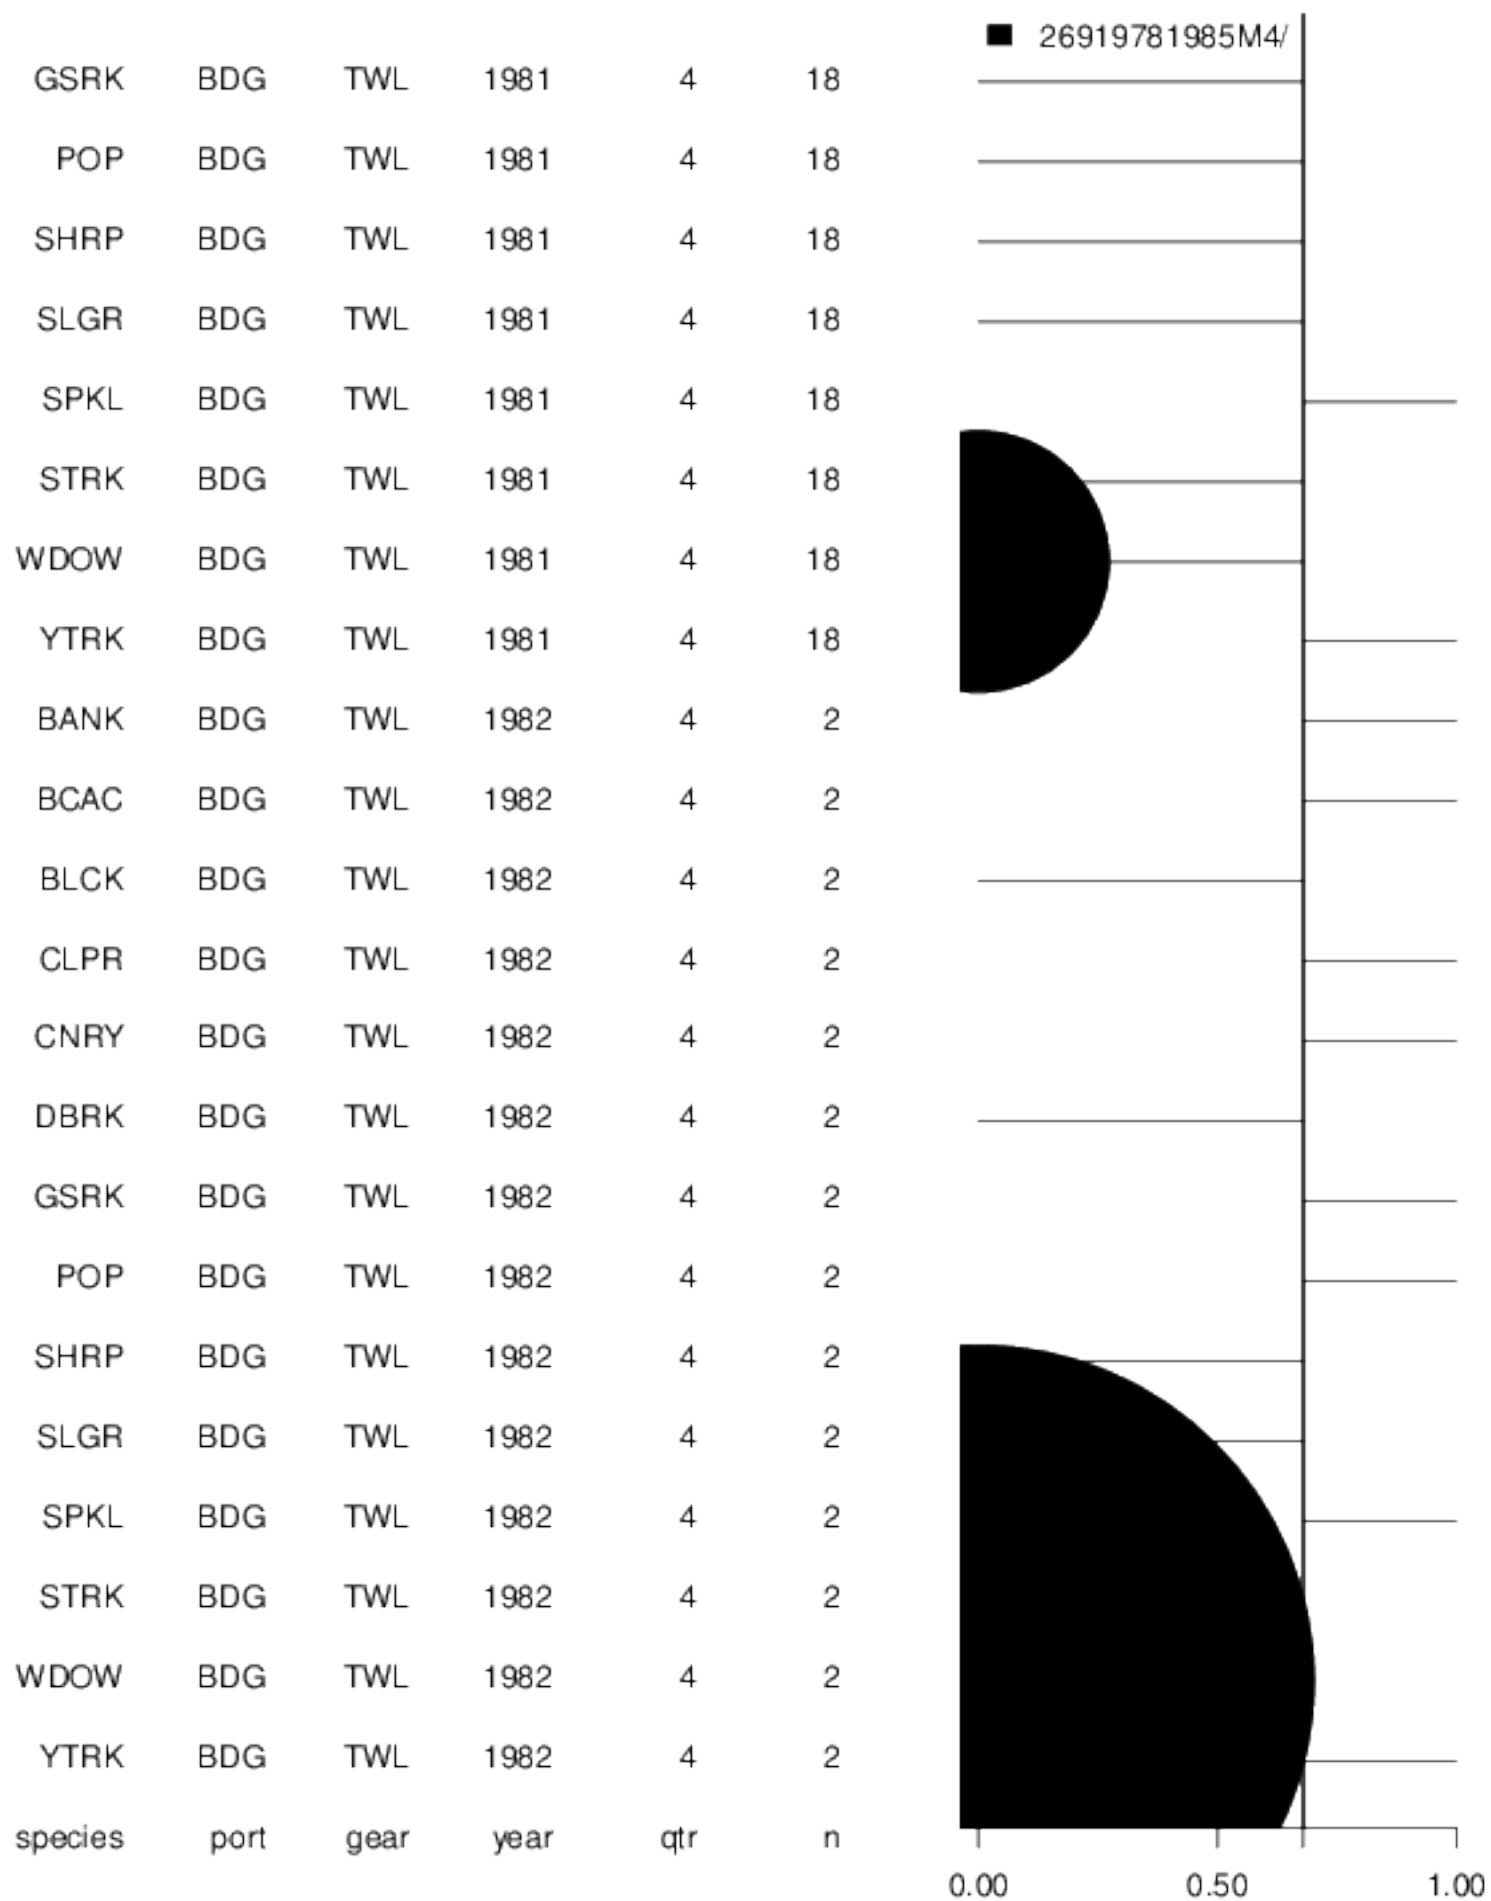 26919781985M4/
GSRK BDG TWL 1981 4 18
POP BDG TWL 1981 4 18
SHRP BDG TWL 1981 4 18
SLGR BDG TWL 1981 4 18
SPKL BDG TWL 1981 4 18
STRK BDG TWL 1981 4 18
WDOW BDG TWL 1981 4 18
YTRK BDG TWL 1981 4 18
BANK BDG TWL 1982 4 2
BCAC BDG TWL 1982 4 2
BLCK BDG TWL 1982 4 2
CLPR BDG TWL 1982 4 2
CNRY BDG TWL 1982 4 2
DBRK BDG TWL 1982 4 2
GSRK BDG TWL 1982 4 2
POP BDG TWL 1982 4 2
SHRP BDG TWL 1982 4 2
SLGR BDG TWL 1982 4 2
SPKL BDG TWL 1982 4 2
STRK BDG TWL 1982 4 2
WDOW BDG TWL 1982 4 2
YTRK BDG TWL 1982 4 2
species port gear year qtr n
0.00 0.50 1.00